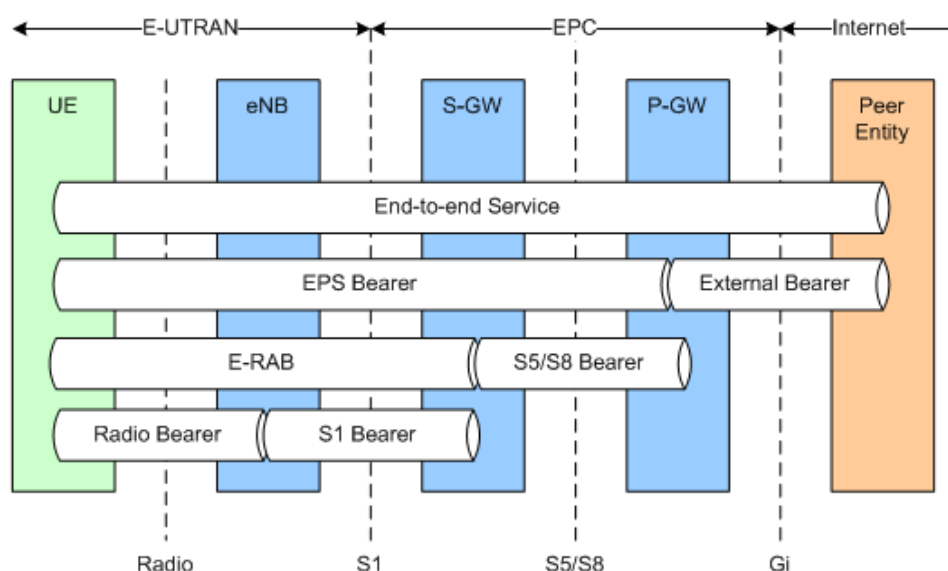 E-UTRAN EPC Internet
UE eNB S-GW P-GW Peer
Entity
End-to-end Service
EPS Bearer External Bearer
E-RAB S5/S8 Bearer
Radio Bearer S1 Bearer
Radio S1 S5/S8 Gi